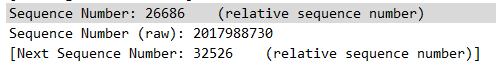 Sequence Number: 26686    (relative sequence number)
Sequence Number (raw): 2017988730
[Next Sequence Number: 32526    (relative sequence number)]